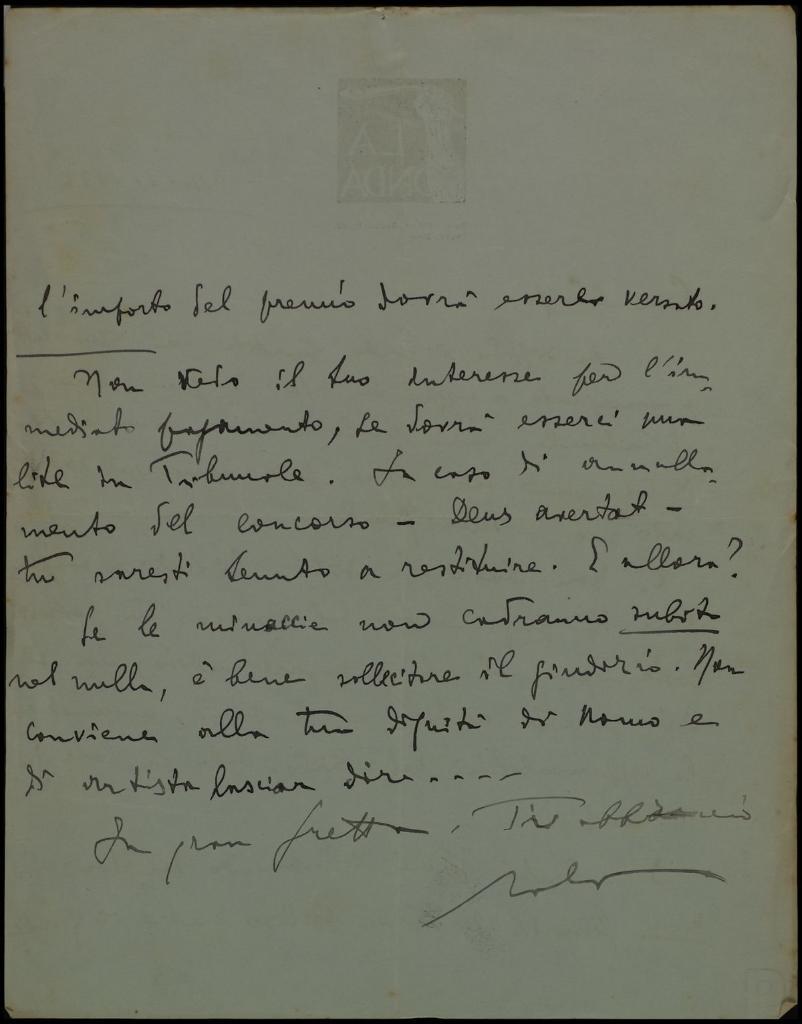 LA
RONDA
l'importo del premio dovrà essere versato.
Non vedo il tuo interesse per l'im-
mediato pagamento, se dovrà esserci una
lite in Tribunale. In caso di annulla-
mento del concorso - Deus avertat -
tu saresti tenuto a restituire. E allora?
Se le minaccie non cadranno subito
nel nulla, è bene sollecitare il giudizio. Non
conviene alla tua dignità di uomo e
di artista lasciar dire....
In gran fretta. Ti abbraccio